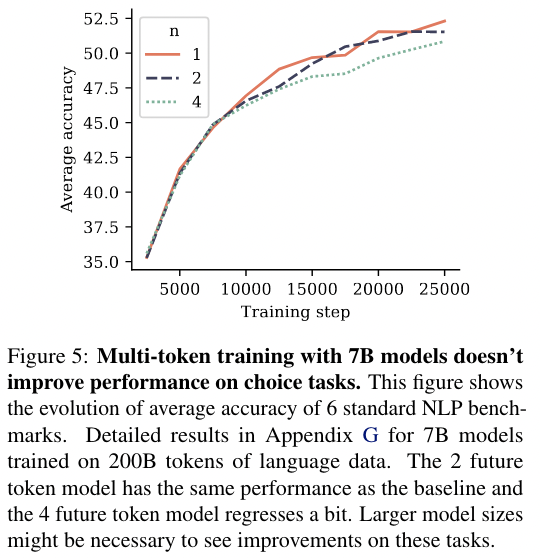 52.5
50.0
47.5
45.0
42.5
40.0
37.5
35.0
Average accuracy
n
1
2
4
5000 10000 15000 20000 25000
Training step
Figure 5: Multi-token training with 7B models doesn't
improve performance on choice tasks. This figure shows
the evolution of average accuracy of 6 standard NLP bench-
marks. Detailed results in Appendix G for 7B models
trained on 200B tokens of language data. The 2 future
token model has the same performance as the baseline and
the 4 future token model regresses a bit. Larger model sizes
might be necessary to see improvements on these tasks.